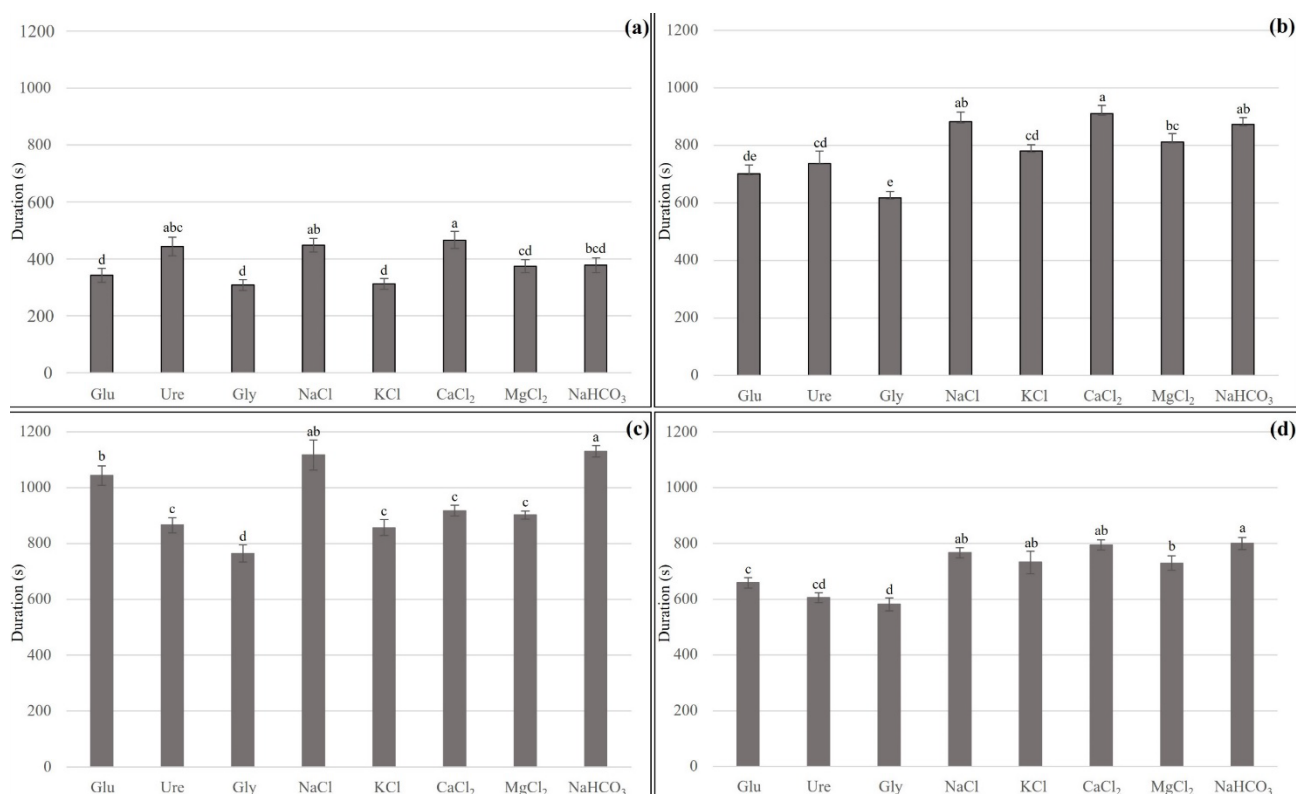 (a)
Duration (s)
1200
1000
800
600
400
200
0
d
abc
d
ab
d
a
cd
bcd
Glu Ure Gly NaCl KCl CaCl₂ MgCl₂ NaHCO₃
(b)
Duration (s)
1200
1000
800
600
400
200
0
de
cd
e
ab
cd
a
bc
ab
Glu Ure Gly NaCl KCl CaCl₂ MgCl₂ NaHCO₃
(c)
Duration (s)
1200
1000
800
600
400
200
0
b
c
d
ab
c
c
c
a
Glu Ure Gly NaCl KCl CaCl₂ MgCl₂ NaHCO₃
(d)
Duration (s)
1200
1000
800
600
400
200
0
c
cd
d
ab
ab
ab
b
a
Glu Ure Gly NaCl KCl CaCl₂ MgCl₂ NaHCO₃